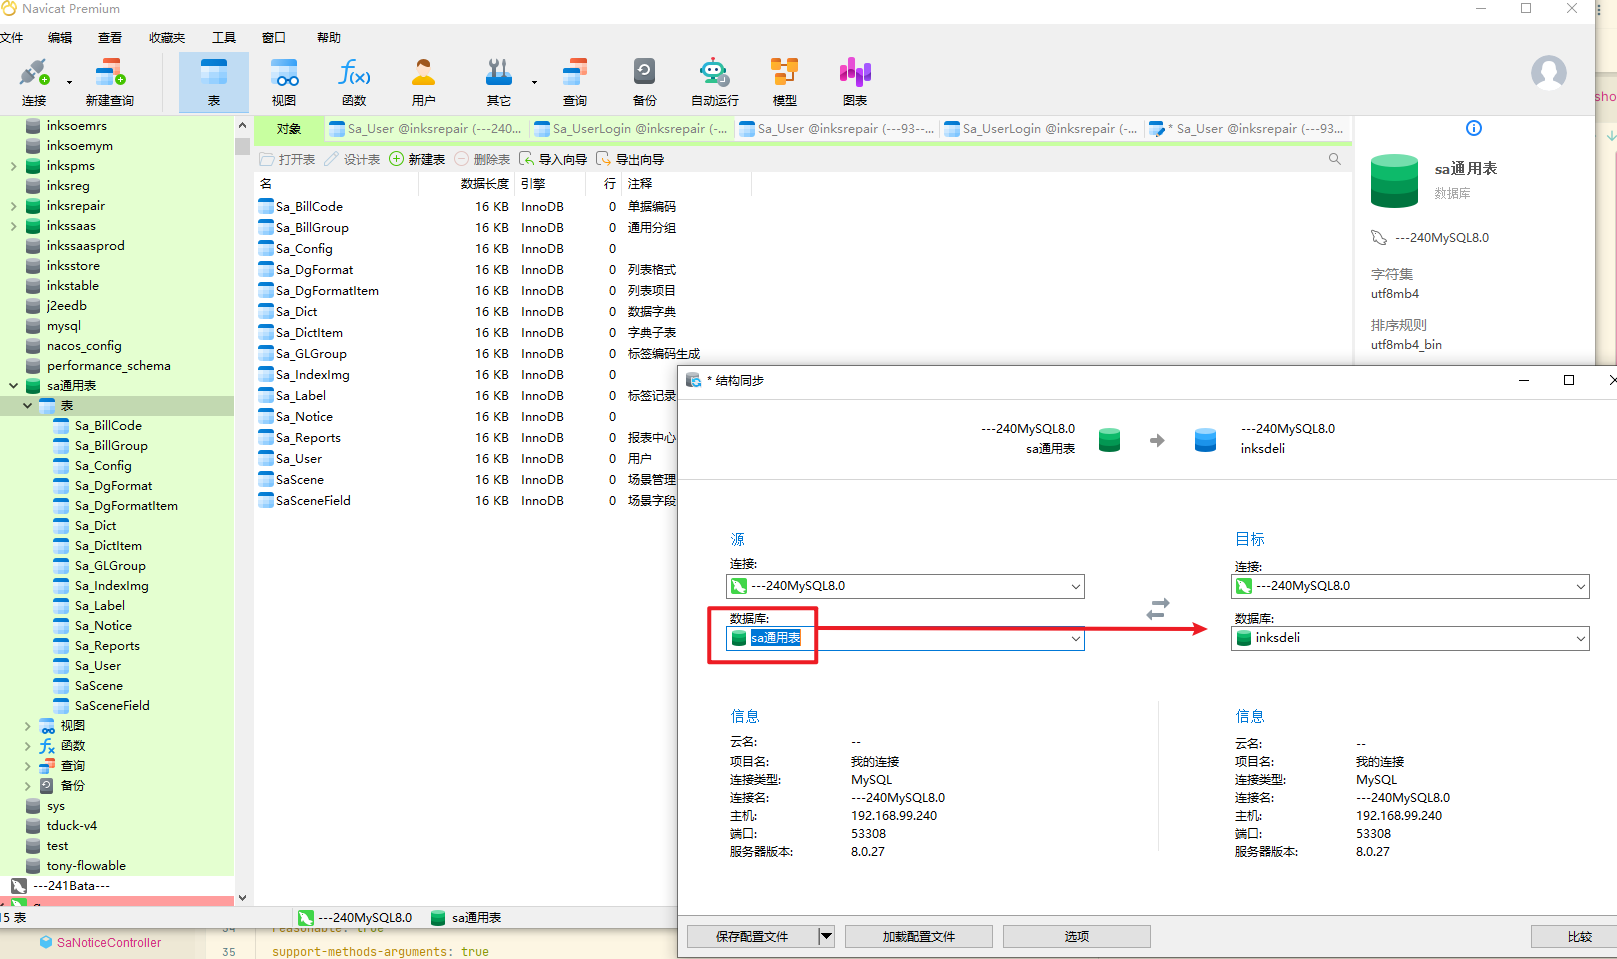 Navicat Premium
文件 编辑 查看 收藏夹 工具 窗口 帮助
连接 新建查询 表 视图 函数 用户 其它 查询 备份 自动运行 模型 图表
inksoemrs
inksoemym
inkspms
inksreg
inksrepair
inkssaas
inkssaasprod
inksstore
inkstable
j2eedb
mysql
nacos_config
performance_schema
sa通用表
表
Sa_BillCode
Sa_BillGroup
Sa_Config
Sa_DgFormat
Sa_DgFormatItem
Sa_Dict
Sa_DictItem
Sa_GLGroup
Sa_IndexImg
Sa_Label
Sa_Notice
Sa_Reports
Sa_User
SaScene
SaSceneField
视图
函数
查询
备份
sys
tduck-v4
test
tony-flowable
---241Bata---
对象 Sa_User @inksrepair (---240... Sa_UserLogin @inksrepair (-... Sa_User @inksrepair (---93--... Sa_UserLogin @inksrepair (-... * Sa_User @inksrepair (---93...
打开表 设计表 新建表 删除表 导入向导 导出向导
名 数据长度 引擎 行 注释
Sa_BillCode 16 KB InnoDB 0 单据编码
Sa_BillGroup 16 KB InnoDB 0 通用分组
Sa_Config 16 KB InnoDB 0
Sa_DgFormat 16 KB InnoDB 0 列表格式
Sa_DgFormatItem 16 KB InnoDB 0 列表项目
Sa_Dict 16 KB InnoDB 0 数据字典
Sa_DictItem 16 KB InnoDB 0 字典子表
Sa_GLGroup 16 KB InnoDB 0 标签编码生成
Sa_IndexImg 16 KB InnoDB 0
Sa_Label 16 KB InnoDB 0 标签记录
Sa_Notice 16 KB InnoDB 0
Sa_Reports 16 KB InnoDB 0 报表中心
Sa_User 16 KB InnoDB 0 用户
SaScene 16 KB InnoDB 0 场景管理
SaSceneField 16 KB InnoDB 0 场景字段
sa通用表
数据库
---240MySQL8.0
字符集
utf8mb4
排序规则
utf8mb4_bin
sho
* 结构同步
---240MySQL8.0
sa通用表
---240MySQL8.0
inksdeli
源
连接:
---240MySQL8.0
数据库:
sa通用表
目标
连接:
---240MySQL8.0
数据库:
inksdeli
信息
云名: --
项目名: 我的连接
连接类型: MySQL
连接名: ---240MySQL8.0
主机: 192.168.99.240
端口: 53308
服务器版本: 8.0.27
信息
云名: --
项目名: 我的连接
连接类型: MySQL
连接名: ---240MySQL8.0
主机: 192.168.99.240
端口: 53308
服务器版本: 8.0.27
保存配置文件 加载配置文件 选项 比较
15 表 ---240MySQL8.0 sa通用表
SaNoticeController
34 reasonable: true
35 support-methods-arguments: true